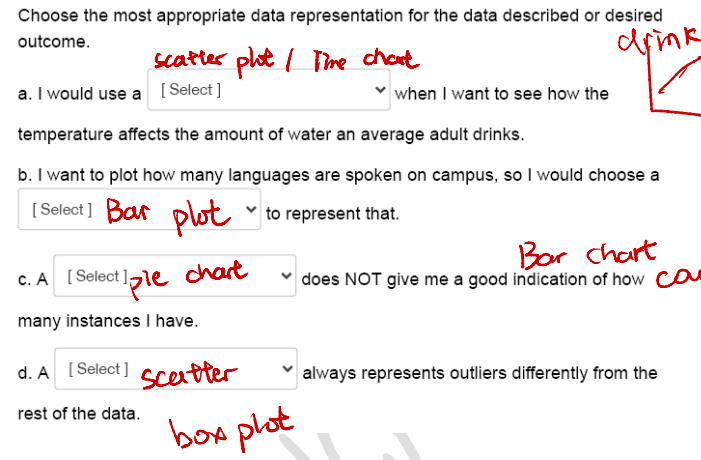 Choose the most appropriate data representation for the data described or desired
outcome.
drink
scatter plot / line chart
a. I would use a [ Select ] when I want to see how the
temperature affects the amount of water an average adult drinks.
b. I want to plot how many languages are spoken on campus, so I would choose a
[ Select ] Bar plot to represent that.
Bar chart
c. A [ Select ] pie chart does NOT give me a good indication of how
many instances I have.
d. A [ Select ] scatter always represents outliers differently from the
rest of the data.
box plot